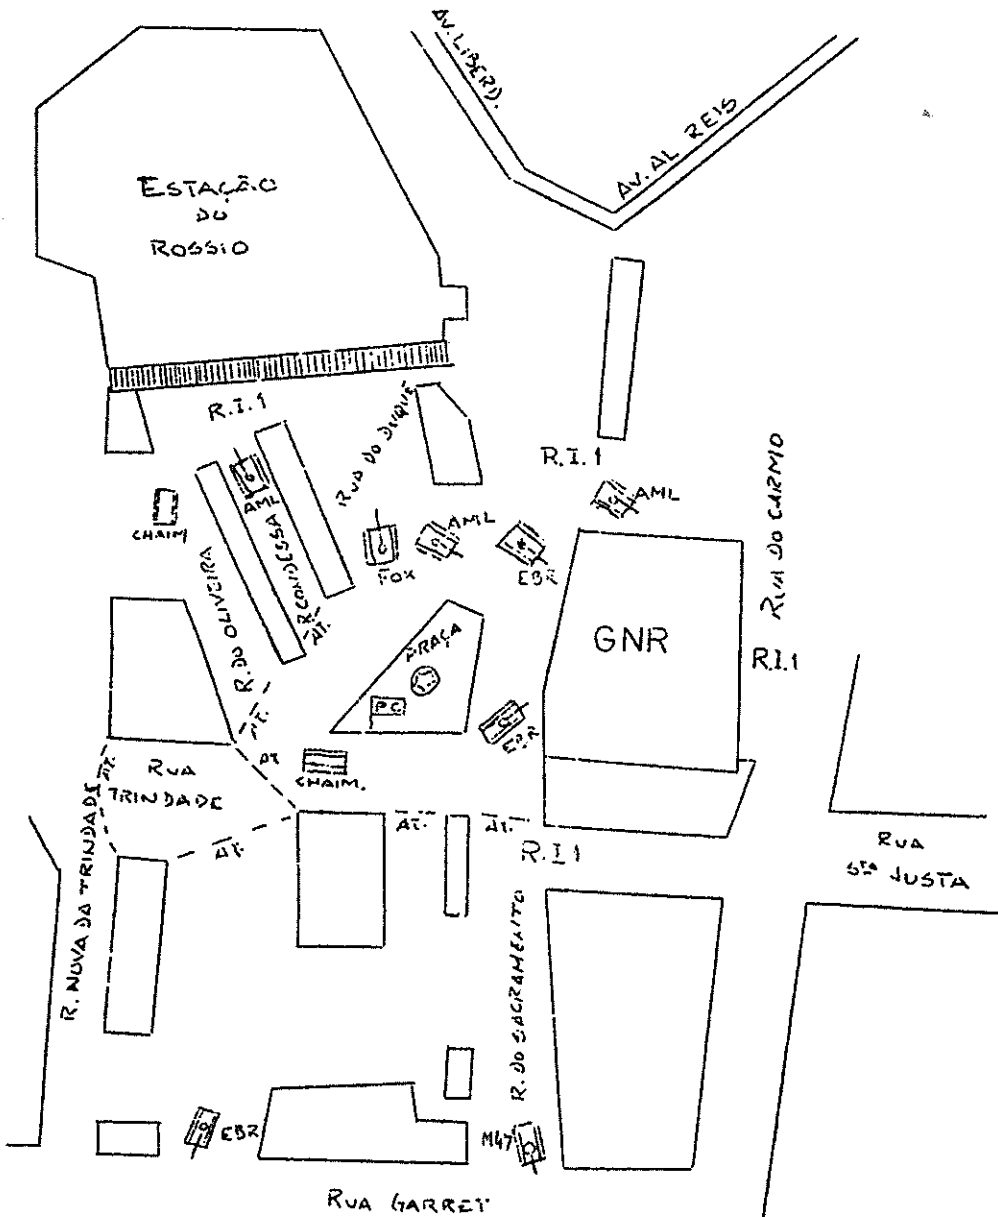 AV. LIBERD.
AV. AL REIS
ESTAÇÃO
DO
ROSSIO
R.I.1
RUA DO DUQUE
R.I.1
AML
CHAIM
AML
R. CONDESSA
AT.
R. DO OLIVEIRA
AT.
FOX
AML
EBR
RUA DO CARMO
GNR
R.I.1
PRAÇA
P.C
EBR
AT
CHAIM.
RUA
TRINDADE
AT.
AT.
AT.
AT.
R.I 1
RUA
STA JUSTA
R. NOVA DA TRINDADE
R. DO SACRAMENTO
EBR
M47
RUA GARRET